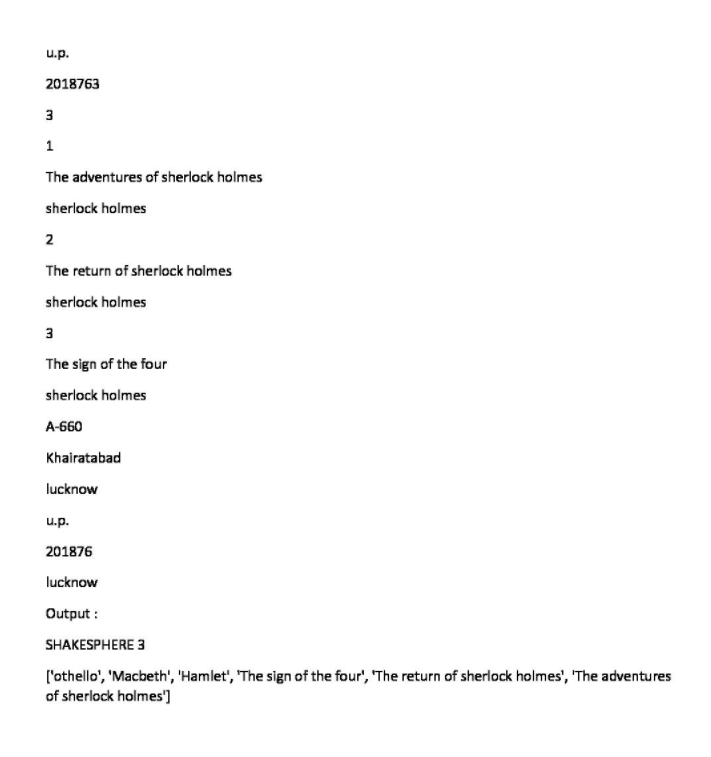 u.p.
2018763
3
1
The adventures of sherlock holmes
sherlock holmes
2
The return of sherlock holmes
sherlock holmes
3
The sign of the four
sherlock holmes
A-660
Khairatabad
lucknow
u.p.
201876
lucknow
Output :
SHAKESPHERE 3
['othello', 'Macbeth', 'Hamlet', 'The sign of the four', 'The return of sherlock holmes', 'The adventures
of sherlock holmes']